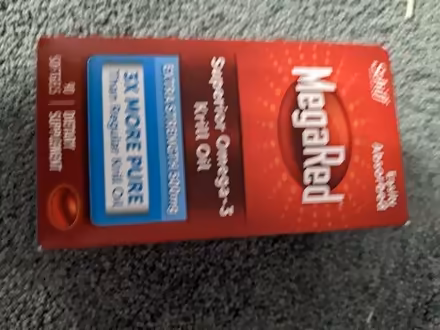 Schiff
Easily
Absorbed
MegaRed
Superior Omega-3
Krill Oil
EXTRA STRENGTH 500mg
3X MORE PURE
Than Regular Krill Oil
90
SOFTGELS
DIETARY
SUPPLEMENT